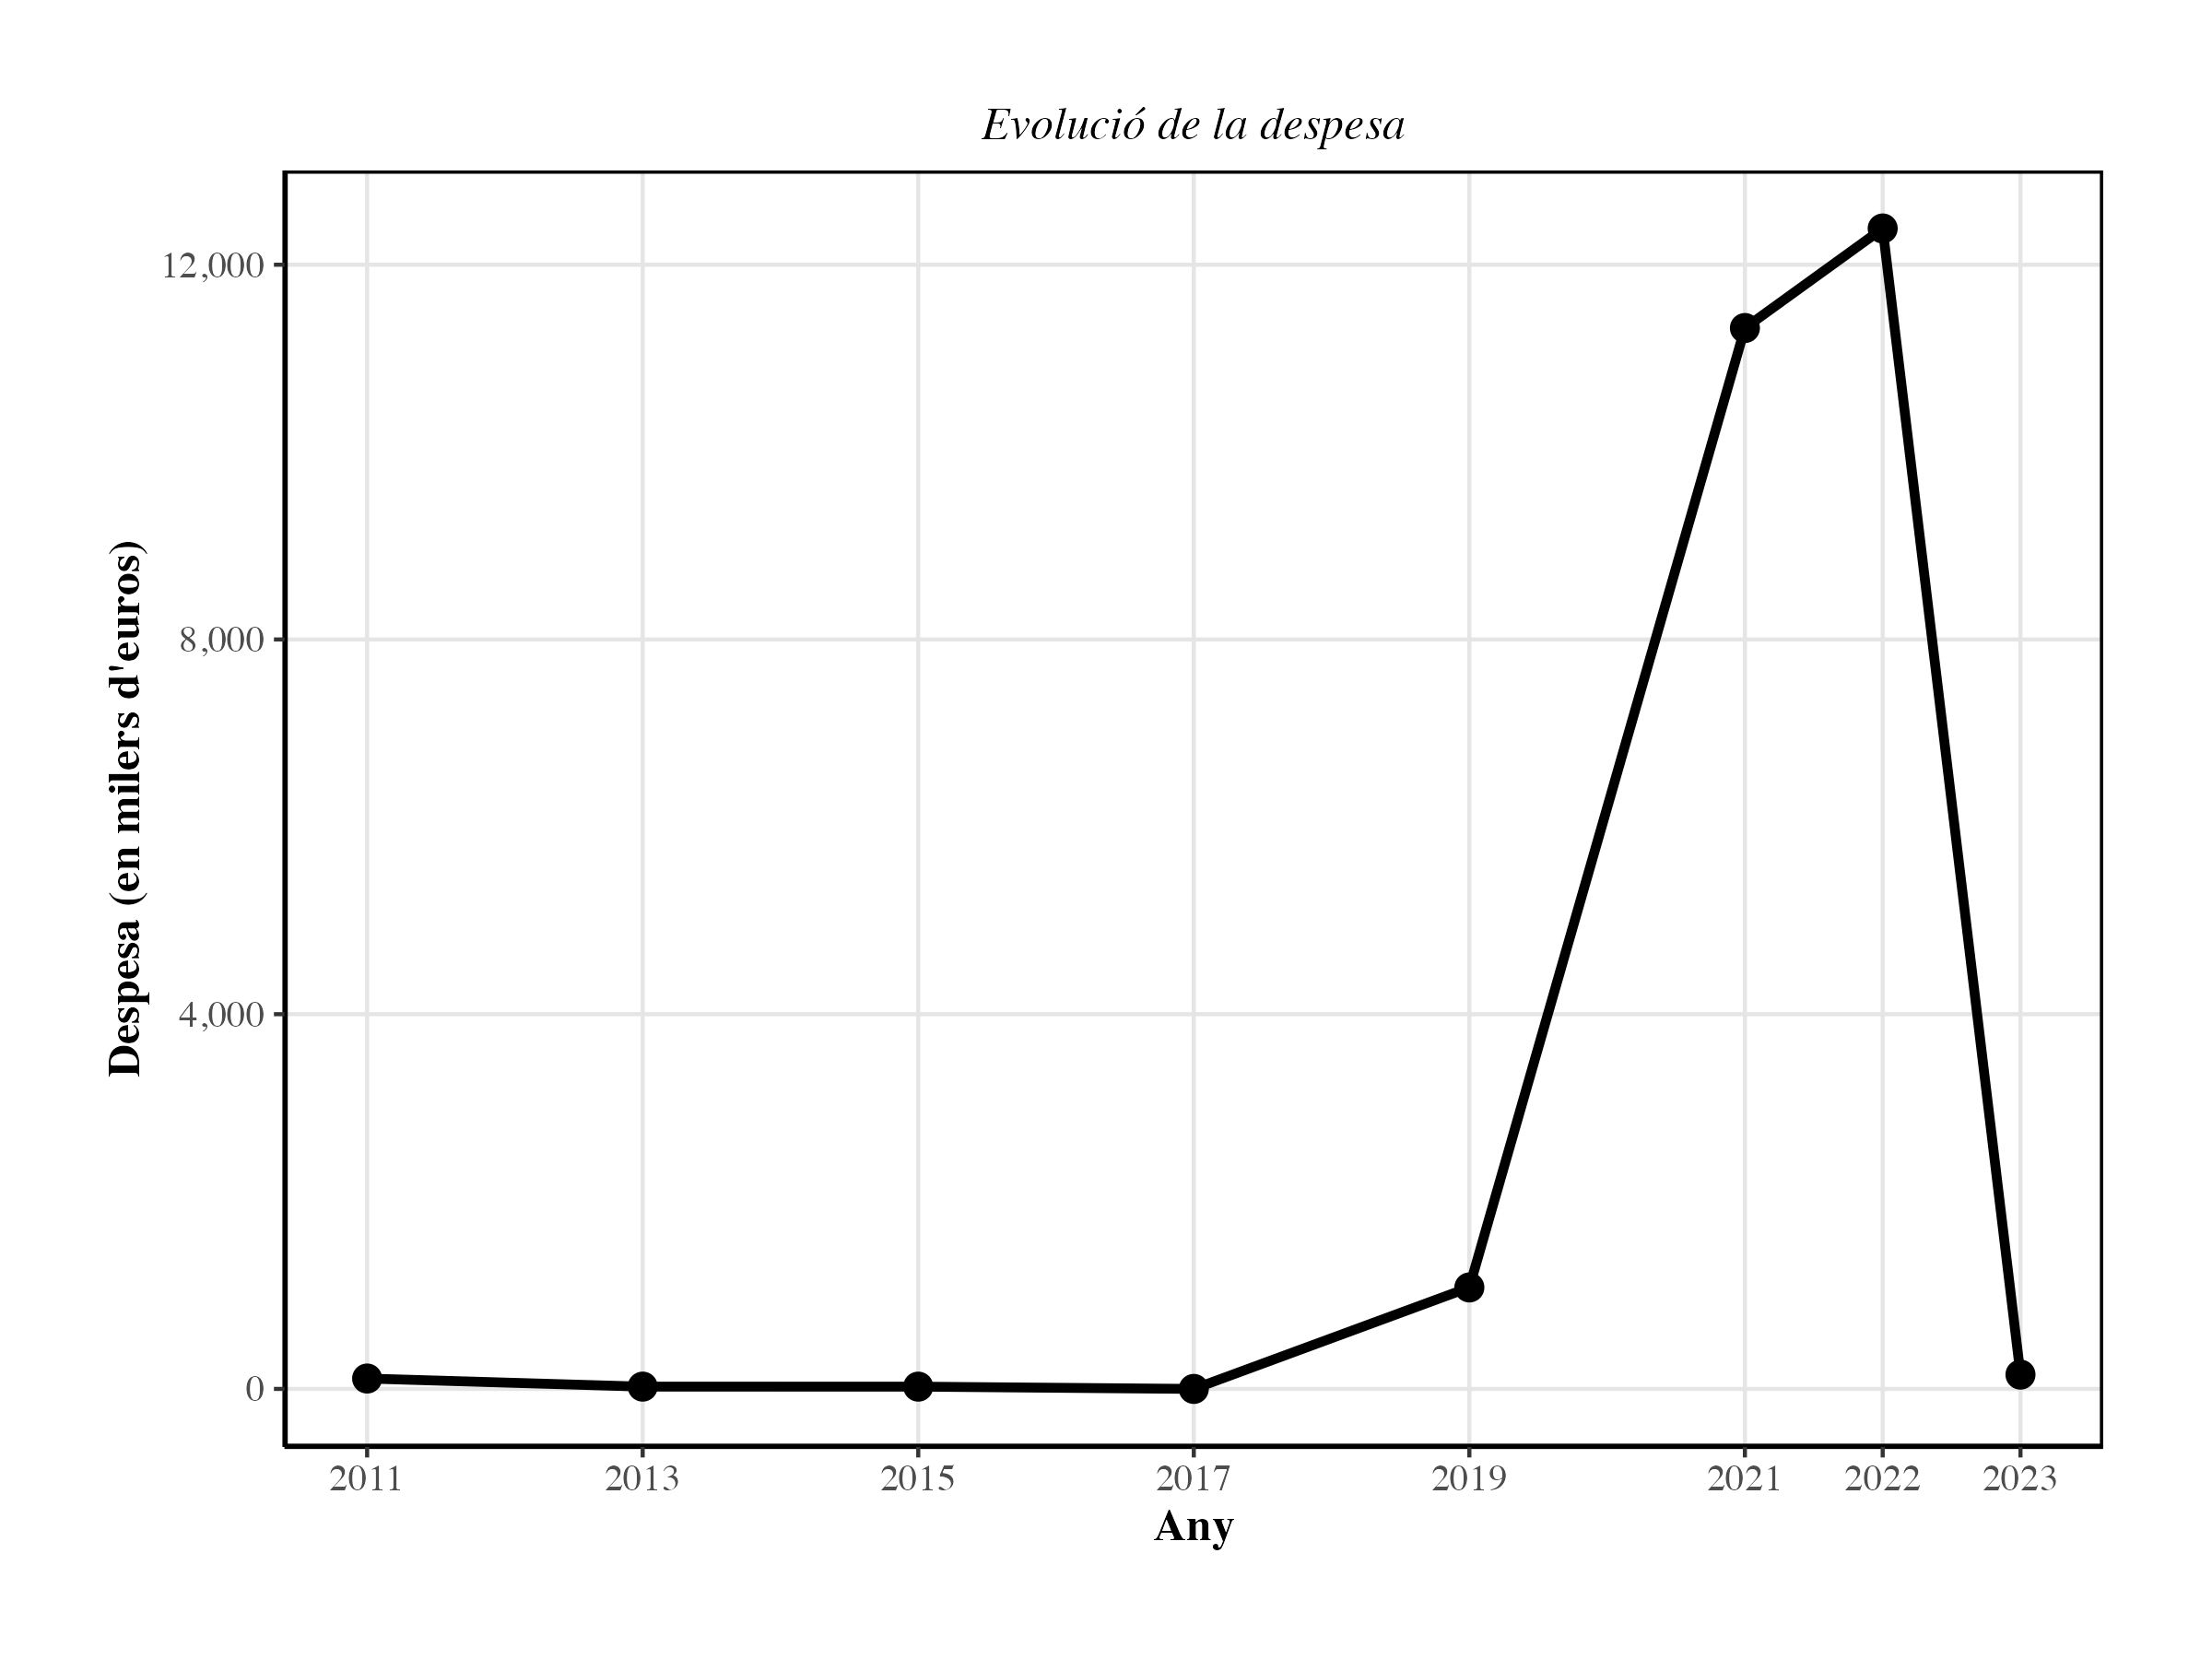 Evolució de la despesa
Despesa (en milers d'euros)
12,000
8,000
4,000
0
2011 2013 2015 2017 2019 2021 2022 2023
Any